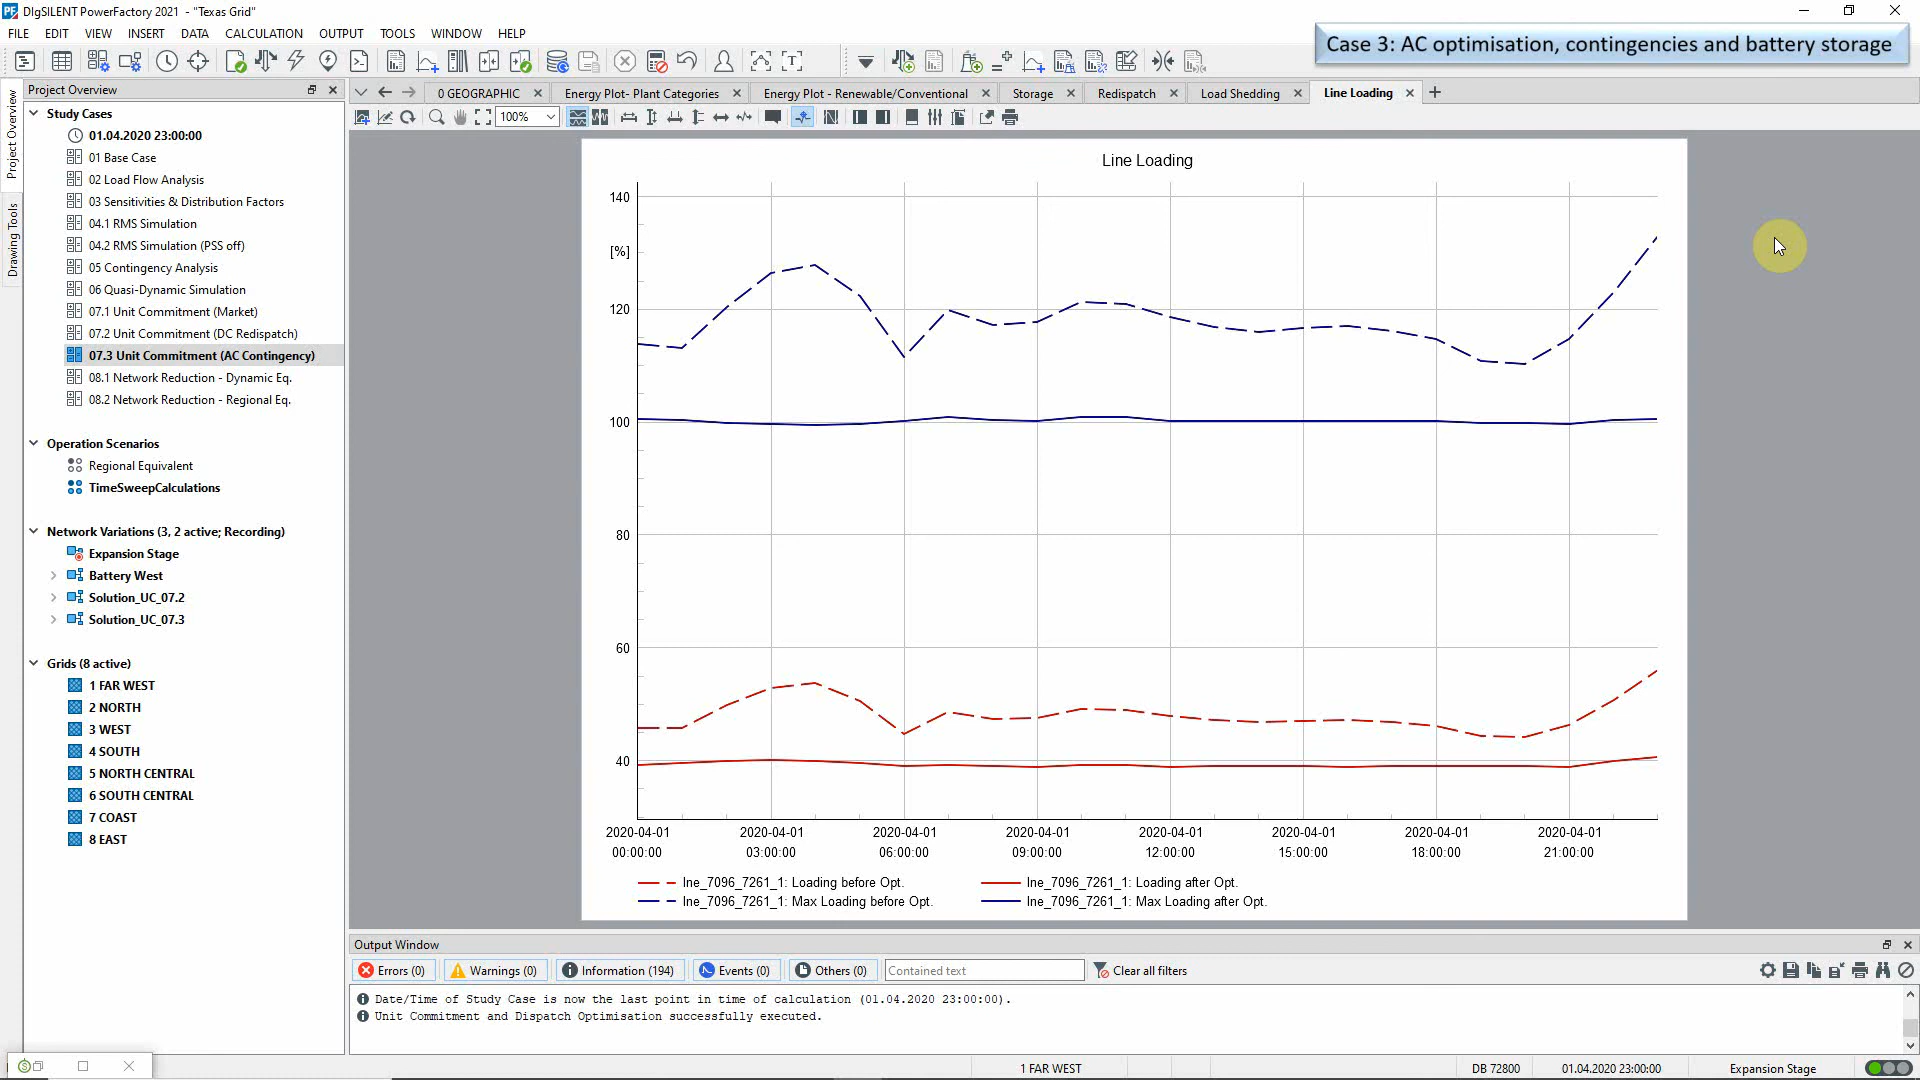 DIgSILENT PowerFactory 2021 - "Texas Grid"
FILE EDIT VIEW INSERT DATA CALCULATION OUTPUT TOOLS WINDOW HELP
Case 3: AC optimisation, contingencies and battery storage
Project Overview
0 GEOGRAPHIC
Energy Plot- Plant Categories
Energy Plot - Renewable/Conventional
Storage
Redispatch
Load Shedding
Line Loading
100%
Project Overview
Drawing Tools
Study Cases
01.04.2020 23:00:00
01 Base Case
02 Load Flow Analysis
03 Sensitivities & Distribution Factors
04.1 RMS Simulation
04.2 RMS Simulation (PSS off)
05 Contingency Analysis
06 Quasi-Dynamic Simulation
07.1 Unit Commitment (Market)
07.2 Unit Commitment (DC Redispatch)
07.3 Unit Commitment (AC Contingency)
08.1 Network Reduction - Dynamic Eq.
08.2 Network Reduction - Regional Eq.
Operation Scenarios
Regional Equivalent
TimeSweepCalculations
Network Variations (3, 2 active; Recording)
Expansion Stage
Battery West
Solution_UC_07.2
Solution_UC_07.3
Grids (8 active)
1 FAR WEST
2 NORTH
3 WEST
4 SOUTH
5 NORTH CENTRAL
6 SOUTH CENTRAL
7 COAST
8 EAST
Line Loading
140
[%]
120
100
80
60
40
2020-04-01 2020-04-01 2020-04-01 2020-04-01 2020-04-01 2020-04-01 2020-04-01 2020-04-01
00:00:00 03:00:00 06:00:00 09:00:00 12:00:00 15:00:00 18:00:00 21:00:00
lne_7096_7261_1: Loading before Opt. lne_7096_7261_1: Loading after Opt.
lne_7096_7261_1: Max Loading before Opt. lne_7096_7261_1: Max Loading after Opt.
Output Window
Errors (0) Warnings (0) Information (194) Events (0) Others (0) Contained text Clear all filters
Date/Time of Study Case is now the last point in time of calculation (01.04.2020 23:00:00).
Unit Commitment and Dispatch Optimisation successfully executed.
1 FAR WEST DB 72800 01.04.2020 23:00:00 Expansion Stage